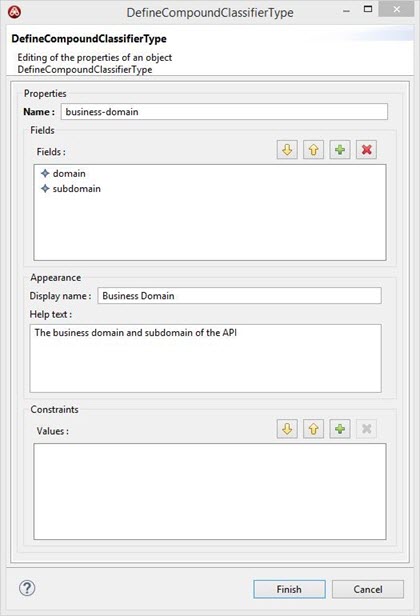 DefineCompoundClassifierType
DefineCompoundClassifierType
Editing of the properties of an object
DefineCompoundClassifierType
Properties
Name : business-domain
Fields
Fields :
domain
subdomain
Appearance
Display name : Business Domain
Help text :
The business domain and subdomain of the API
Constraints
Values :
Finish Cancel